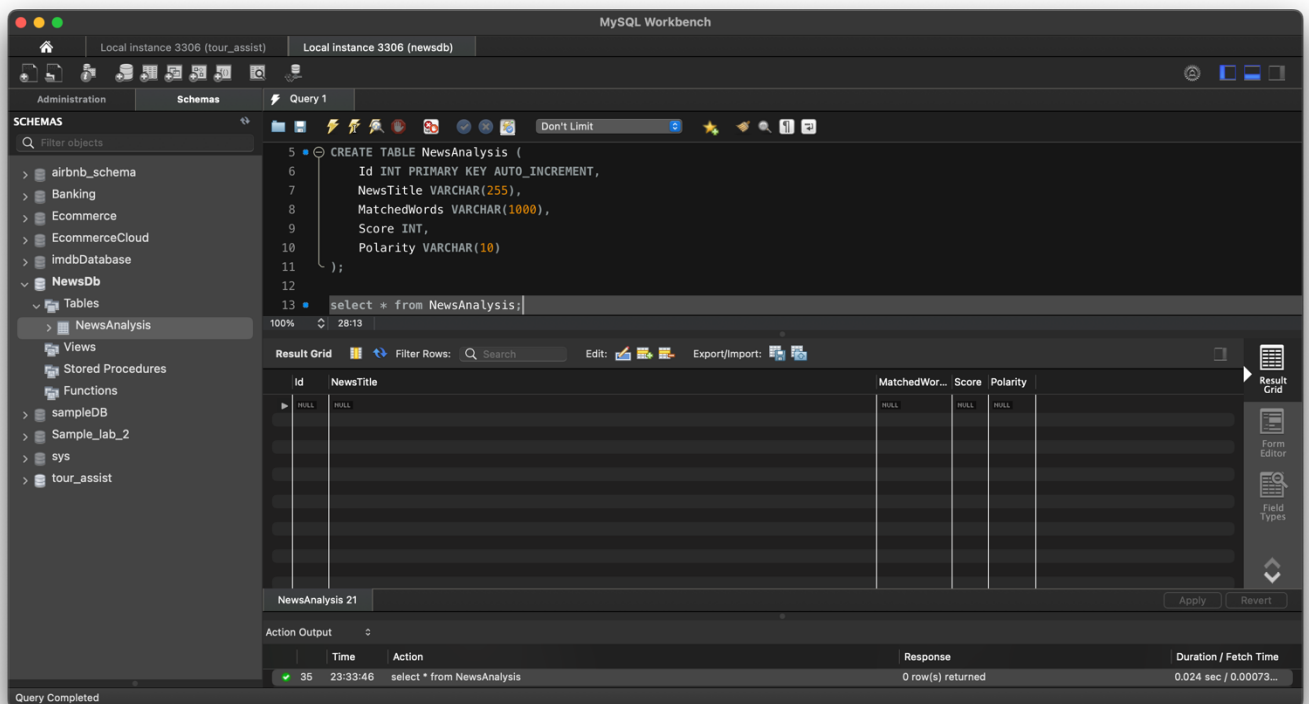 MySQL Workbench
Local instance 3306 (tour_assist)
Local instance 3306 (newsdb)
Administration
Schemas
Query 1
SCHEMAS
Filter objects
airbnb_schema
Banking
Ecommerce
EcommerceCloud
imdbDatabase
NewsDb
Tables
NewsAnalysis
Views
Stored Procedures
Functions
sampleDB
Sample_lab_2
sys
tour_assist
Don't Limit
5 CREATE TABLE NewsAnalysis (
6 Id INT PRIMARY KEY AUTO_INCREMENT,
7 NewsTitle VARCHAR(255),
8 MatchedWords VARCHAR(1000),
9 Score INT,
10 Polarity VARCHAR(10)
11 );
12
13 select * from NewsAnalysis;
100% 28:13
Result Grid Filter Rows: Search Edit: Export/Import:
Id NewsTitle MatchedWor... Score Polarity
NULL NULL NULL NULL NULL
Result
Grid
Form
Editor
Field
Types
NewsAnalysis 21
Apply Revert
Action Output
Time Action Response Duration / Fetch Time
35 23:33:46 select * from NewsAnalysis 0 row(s) returned 0.024 sec / 0.00073...
Query Completed